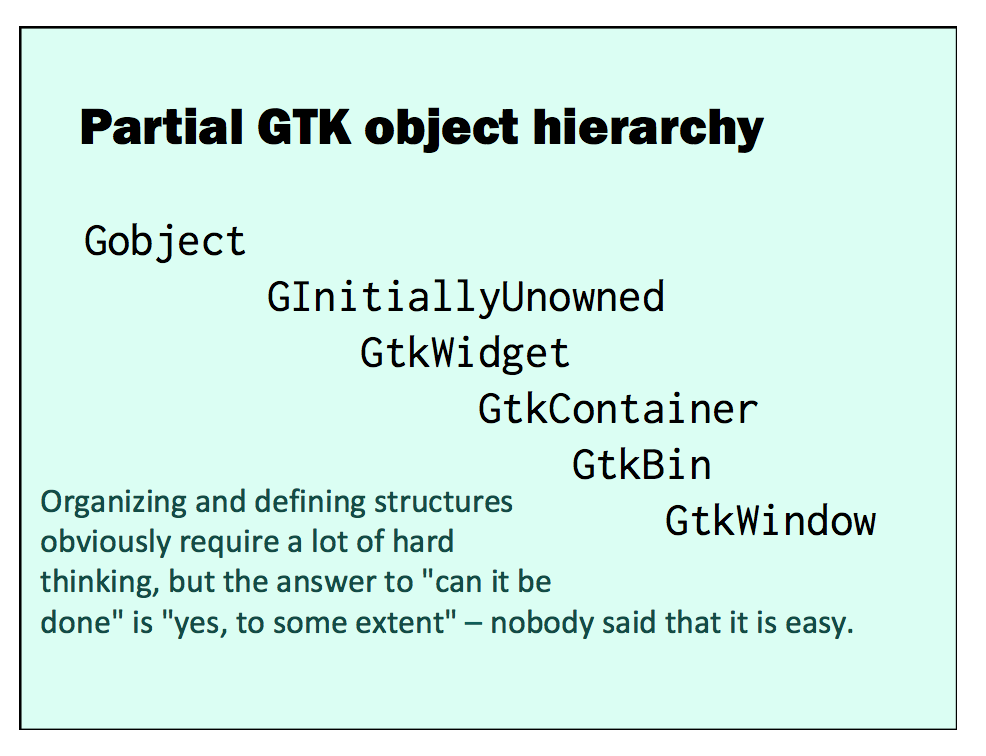 Partial GTK object hierarchy
Gobject
GInitiallyUnowned
GtkWidget
GtkContainer
GtkBin
GtkWindow
Organizing and defining structures
obviously require a lot of hard
thinking, but the answer to "can it be
done" is "yes, to some extent" – nobody said that it is easy.